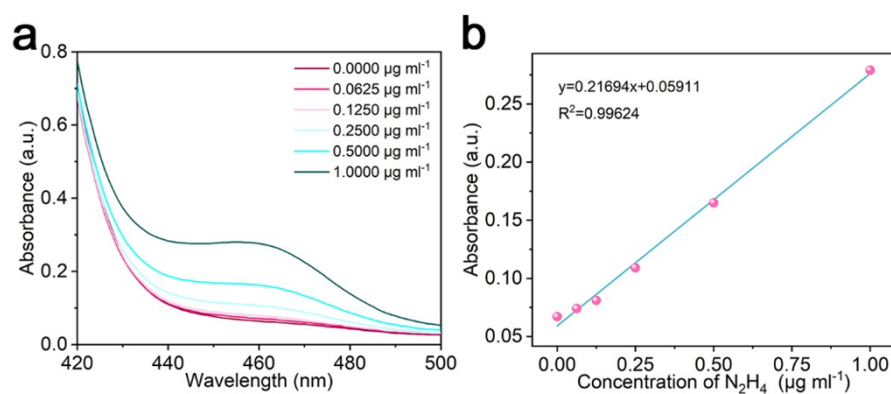 a
0.8
0.6
0.4
0.2
0.0
420
440
460
480
500
Absorbance (a.u.)
Wavelength (nm)
0.0000 µg ml⁻¹
0.0625 µg ml⁻¹
0.1250 µg ml⁻¹
0.2500 µg ml⁻¹
0.5000 µg ml⁻¹
1.0000 µg ml⁻¹
b
0.25
0.20
0.15
0.10
0.05
0.00
0.25
0.50
0.75
1.00
Absorbance (a.u.)
Concentration of N₂H₄ (µg ml⁻¹)
y=0.21694x+0.05911
R²=0.99624